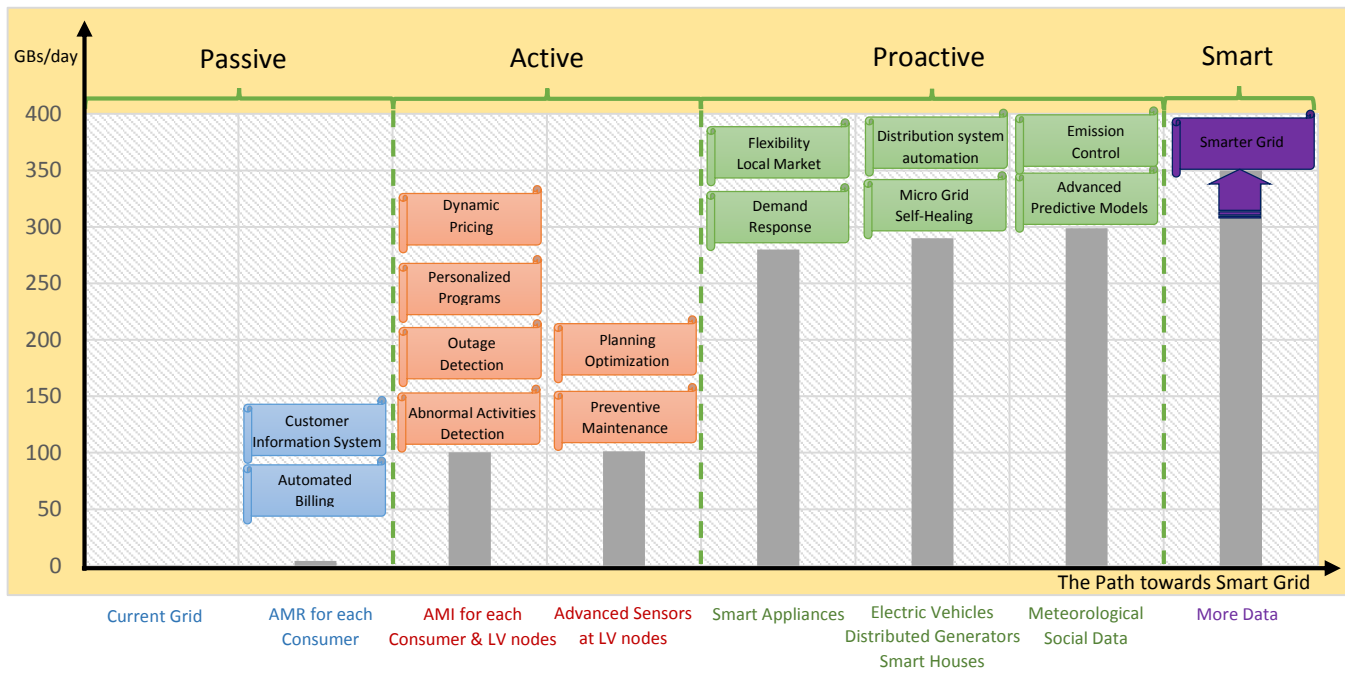 GBs/day
Passive
Active
Proactive
Smart
400
350
300
250
200
150
100
50
0
Customer
Information System
Automated
Billing
Dynamic
Pricing
Personalized
Programs
Outage
Detection
Abnormal Activities
Detection
Planning
Optimization
Preventive
Maintenance
Flexibility
Local Market
Demand
Response
Distribution system
automation
Micro Grid
Self-Healing
Emission
Control
Advanced
Predictive Models
Smarter Grid
The Path towards Smart Grid
Current Grid
AMR for each
Consumer
AMI for each
Consumer & LV nodes
Advanced Sensors
at LV nodes
Smart Appliances
Electric Vehicles
Distributed Generators
Smart Houses
Meteorological
Social Data
More Data